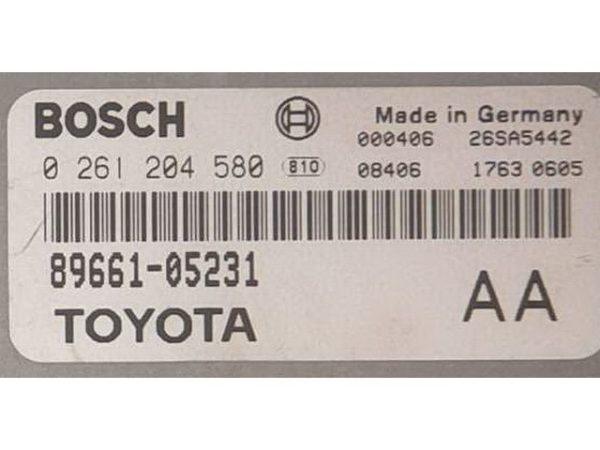 BOSCH Made in Germany
000406 26SA5442
0 261 204 580 810 08406 1763 0605
89661-05231
TOYOTA AA